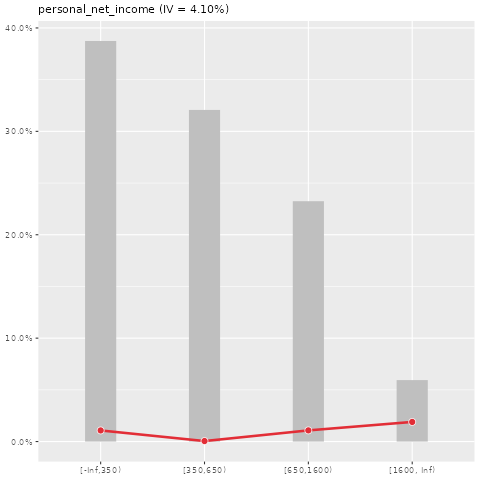 personal_net_income (IV = 4.10%)
40.0%
30.0%
20.0%
10.0%
0.0%
[-Inf,350) [350,650) [650,1600) [1600, Inf)